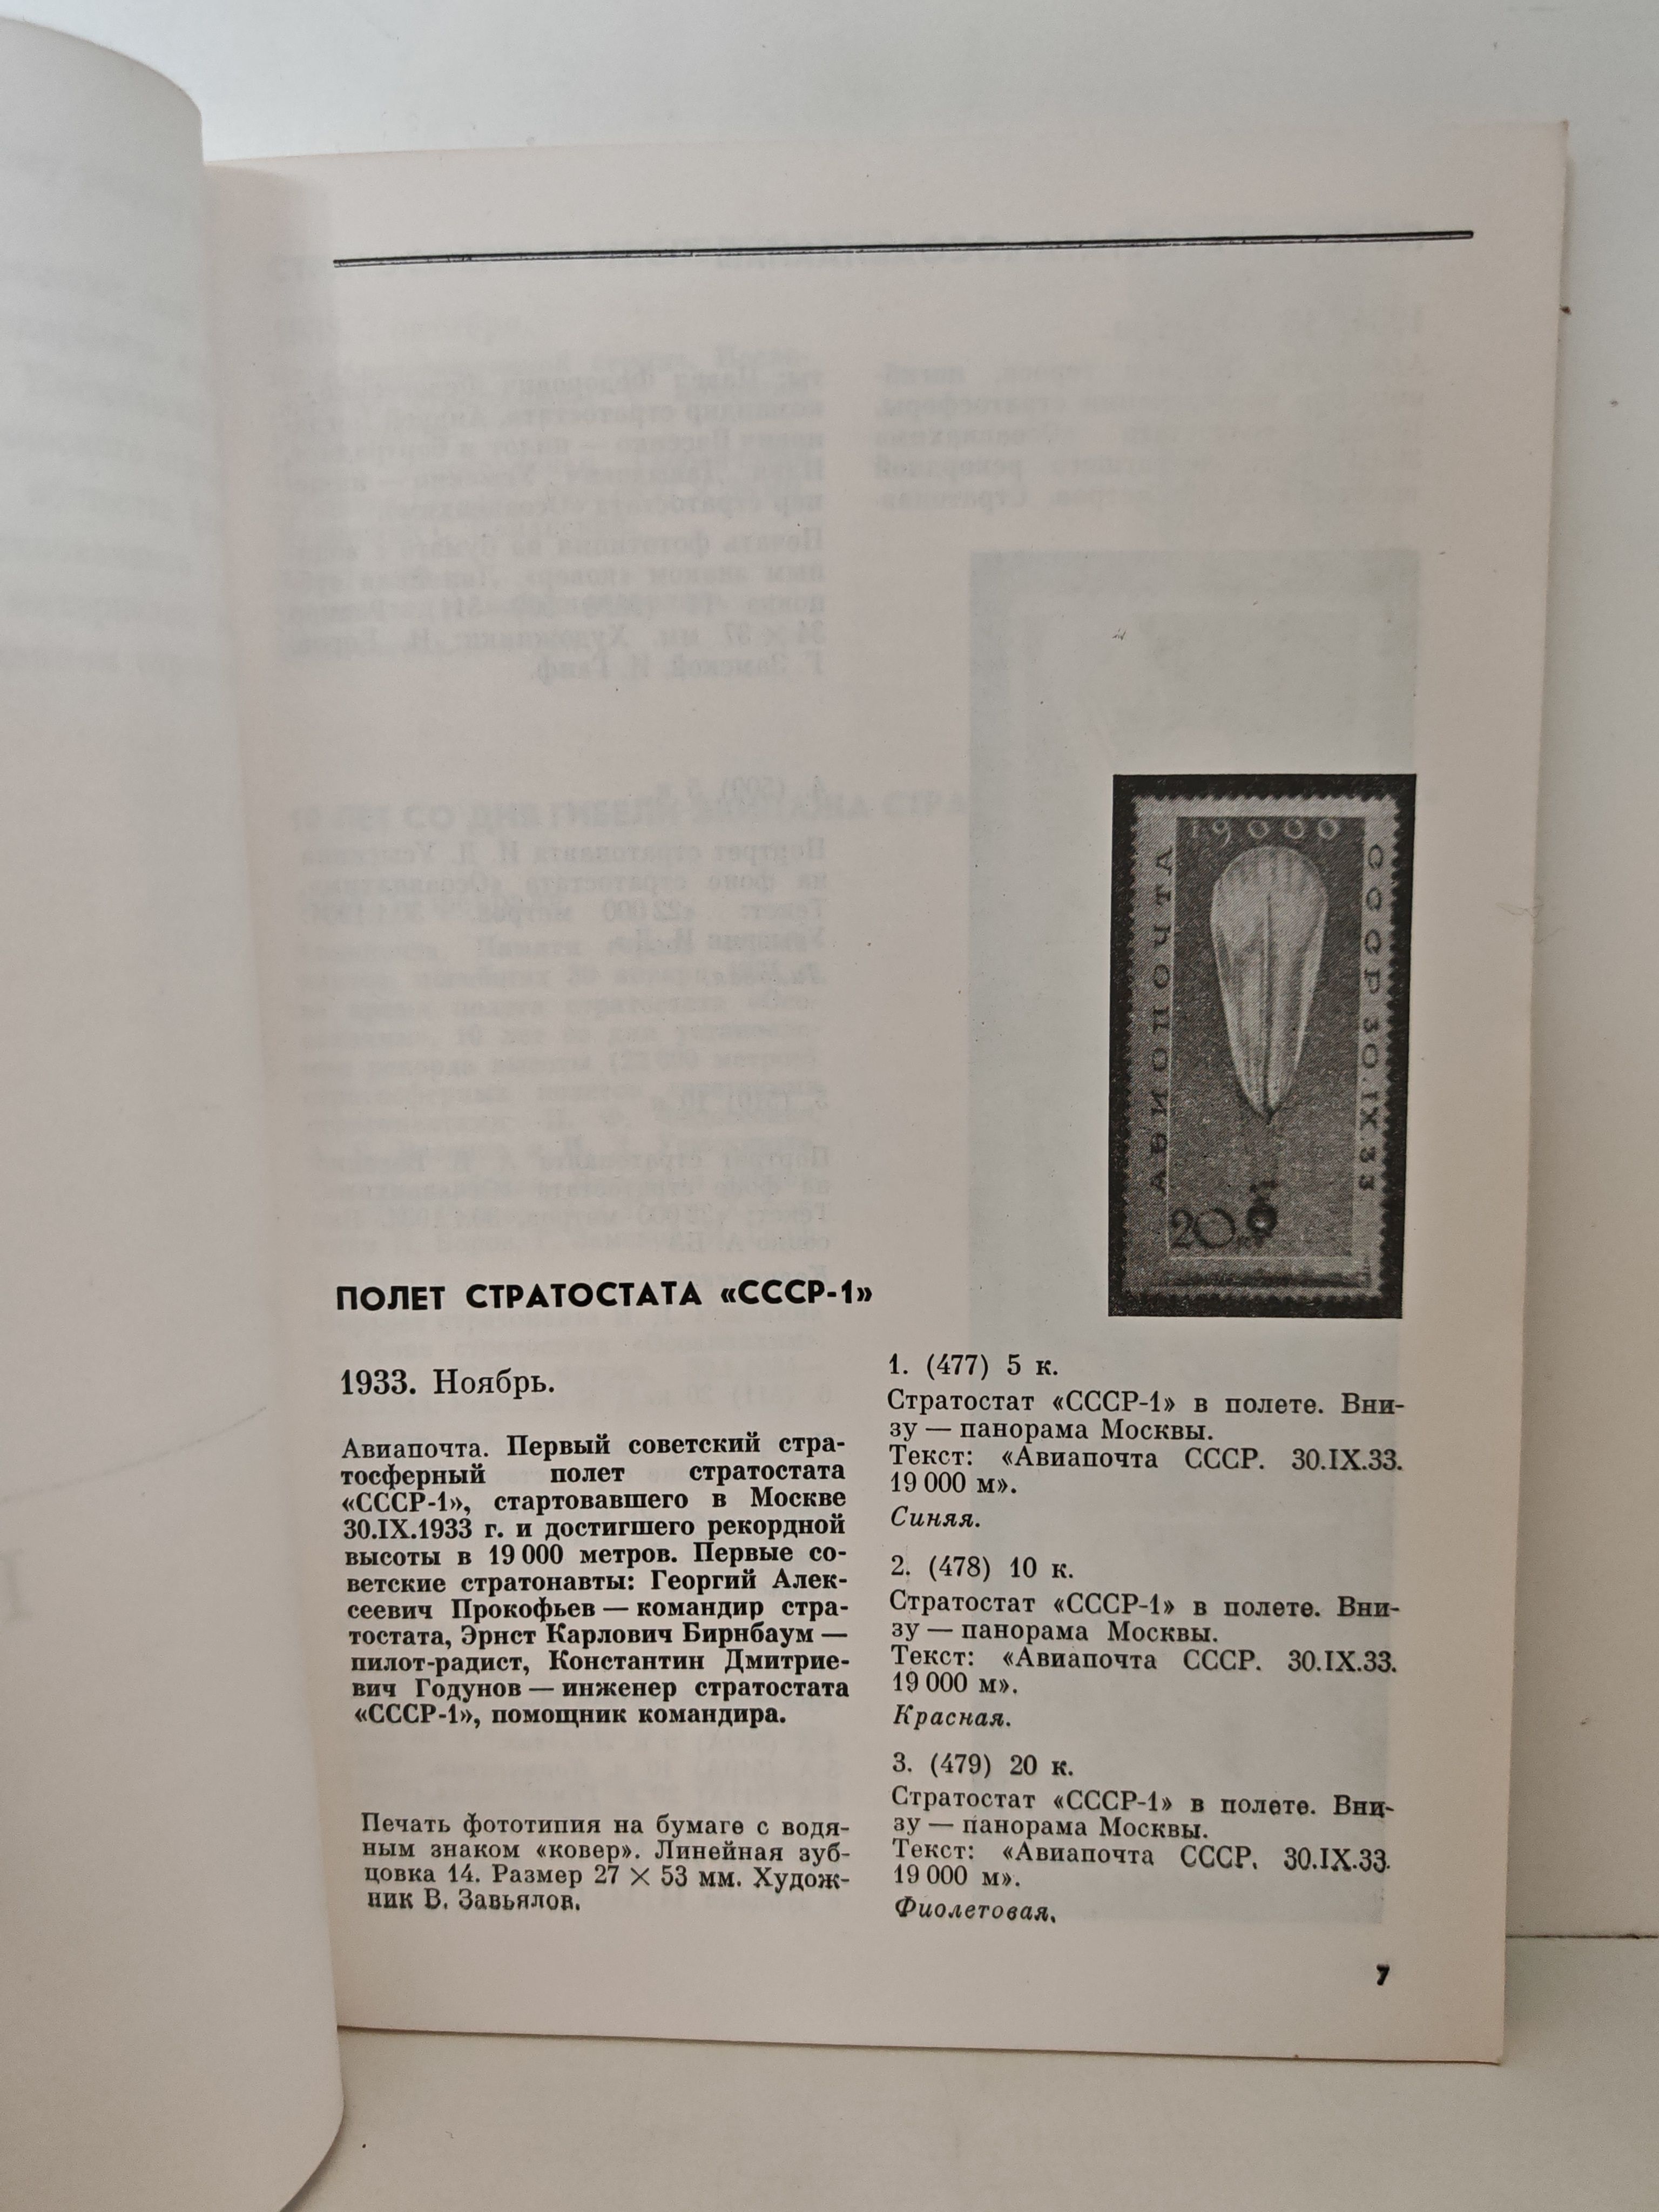 19000
АВИОПОЧТА
СССР 30.IX.33
20 к.
ПОЛЕТ СТРАТОСТАТА «СССР-1»
1933. Ноябрь.
Авиапочта. Первый советский стра-
тосферный полет стратостата
«СССР-1», стартовавшего в Москве
30.IX.1933 г. и достигшего рекордной
высоты в 19 000 метров. Первые со-
ветские стратонавты: Георгий Алек-
сеевич Прокофьев — командир стра-
тостата, Эрнст Карлович Бирнбаум —
пилот-радист, Константин Дмитрие-
вич Годунов — инженер стратостата
«СССР-1», помощник командира.
Печать фототипия на бумаге с водя-
ным знаком «ковер». Линейная зуб-
цовка 14. Размер 27 × 53 мм. Худож-
ник В. Завьялов.
1. (477) 5 к.
Стратостат «СССР-1» в полете. Вни-
зу — панорама Москвы.
Текст: «Авиапочта СССР. 30.IX.33.
19 000 м».
Синяя.
2. (478) 10 к.
Стратостат «СССР-1» в полете. Вни-
зу — панорама Москвы.
Текст: «Авиапочта СССР. 30.IX.33.
19 000 м».
Красная.
3. (479) 20 к.
Стратостат «СССР-1» в полете. Вни-
зу — панорама Москвы.
Текст: «Авиапочта СССР. 30.IX.33.
19 000 м».
Фиолетовая.
7